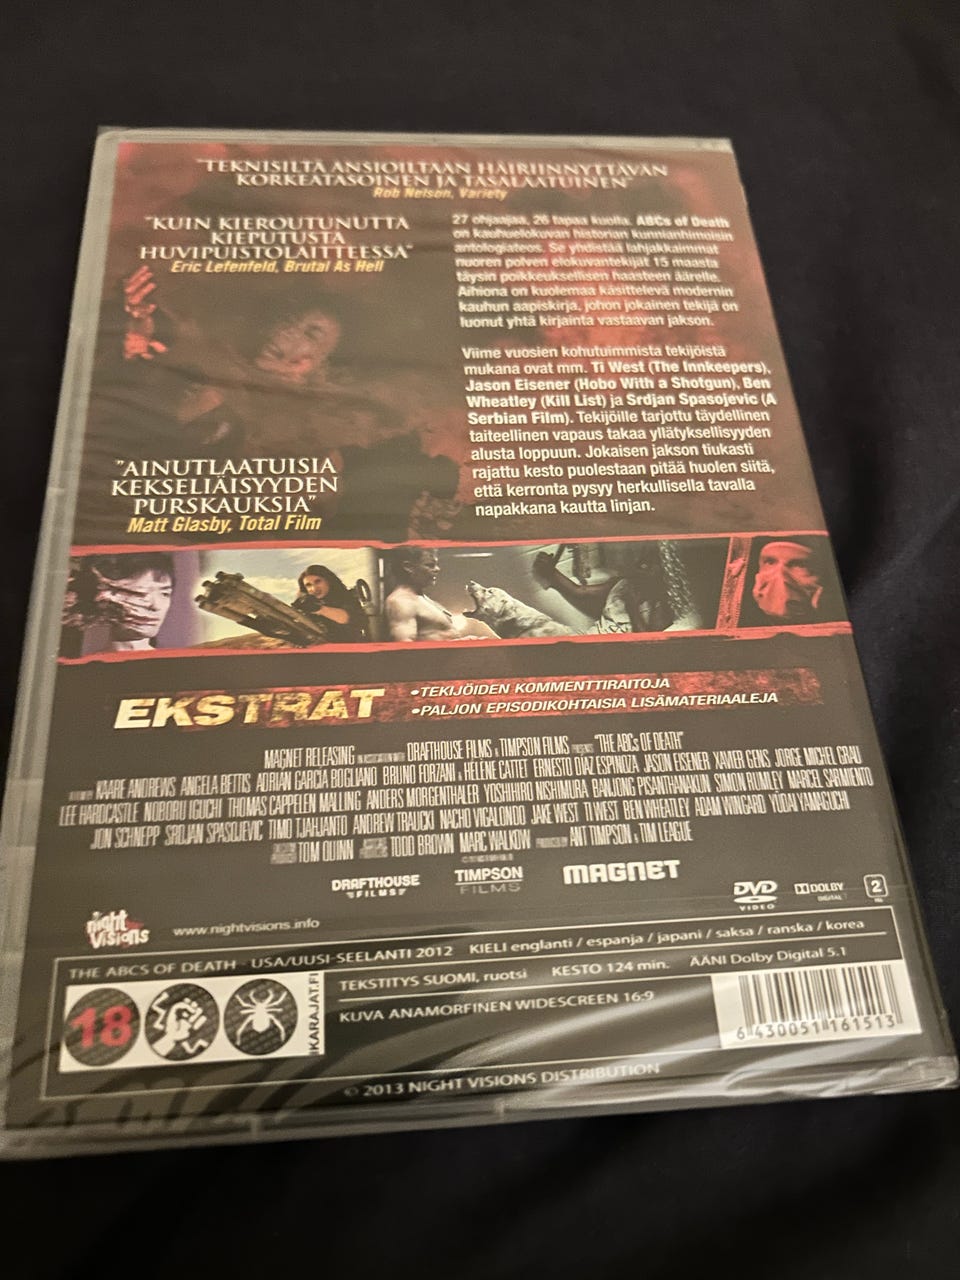 "TEKNISILTÄ ANSIOILTAAN HÄIRIINNYTTÄVÄN
KORKEATASOINEN JA TASALAATUINEN"
Rob Nelson, Variety
"KUIN KIEROUTUNUTTA
KIEPUTUSTA
HUVIPUISTOLAITTEESSA"
Eric Lefenfeld, Brutal As Hell
27 ohjaajaa, 26 tapaa kuolla. ABCs of Death
on kauhuelokuvan historian kunnianhimoisin
antologiateos. Se yhdistää lahjakkaimmat
nuoren polven elokuvantekijät 15 maasta
täysin poikkeuksellisen haasteen äärelle.
Aihiona on kuolemaa käsittelevä modernin
kauhun aapiskirja, johon jokainen tekijä on
luonut yhtä kirjainta vastaavan jakson.
Viime vuosien kohutuimmista tekijöistä
mukana ovat mm. Ti West (The Innkeepers),
Jason Eisener (Hobo With a Shotgun), Ben
Wheatley (Kill List) ja Srdjan Spasojevic (A
Serbian Film). Tekijöille tarjottu täydellinen
taiteellinen vapaus takaa yllätyksellisyyden
alusta loppuun. Jokaisen jakson tiukasti
rajattu kesto puolestaan pitää huolen siitä,
että kerronta pysyy herkullisella tavalla
napakkana kautta linjan.
"AINUTLAATUISIA
KEKSELIÄISYYDEN
PURSKAUKSIA"
Matt Glasby, Total Film
EKSTRAT
•TEKIJÖIDEN KOMMENTTIRAITOJA
•PALJON EPISODIKOHTAISIA LISÄMATERIAALEJA
MAGNET RELEASING IN ASSOCIATION WITH DRAFTHOUSE FILMS & TIMPSON FILMS PRESENTS "THE ABCs OF DEATH"
KAARE ANDREWS ANGELA BETTIS ADRIÁN GARCÍA BOGLIANO BRUNO FORZANI & HÉLÈNE CATTET ERNESTO DÍAZ ESPINOZA JASON EISENER XAVIER GENS JORGE MICHEL GRAU
LEE HARDCASTLE NOBORU IGUCHI THOMAS CAPPELEN MALLING ANDERS MORGENTHALER YOSHIHIRO NISHIMURA BANJONG PISANTHANAKUN SIMON RUMLEY MARCEL SARMIENTO
JON SCHNEPP SRDJAN SPASOJEVIC TIMO TJAHJANTO ANDREW TRAUCKI NACHO VIGALONDO JAKE WEST TI WEST BEN WHEATLEY ADAM WINGARD YÛDAI YAMAGUCHI
TOM QUINN TODD BROWN MARC WALKOW PRODUCED BY ANT TIMPSON & TIM LEAGUE
DRAFTHOUSE
FILMS
TIMPSON
FILMS
MAGNET
DVD
VIDEO
DOLBY
DIGITAL
2
night
visions
www.nightvisions.info
THE ABCS OF DEATH - USA/UUSI-SEELANTI 2012 KIELI englanti / espanja / japani / saksa / ranska / korea
TEKSTITYS SUOMI, ruotsi KESTO 124 min. ÄÄNI Dolby Digital 5.1
KUVA ANAMORFINEN WIDESCREEN 16:9
18
IKARAJAT.FI
6 430051 161513
© 2013 NIGHT VISIONS DISTRIBUTION